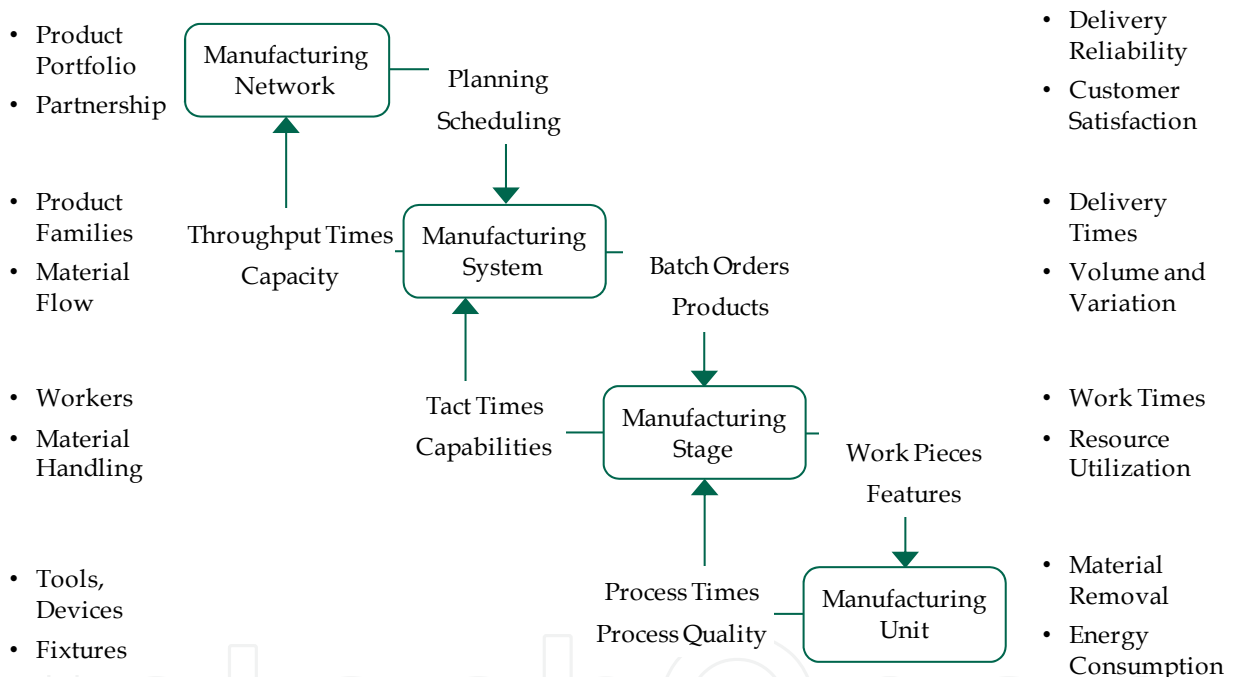 • Product
Portfolio
• Partnership
Manufacturing
Network
Planning
Scheduling
• Delivery
Reliability
• Customer
Satisfaction
• Product
Families
• Material
Flow
Throughput Times
Capacity
Manufacturing
System
Batch Orders
Products
• Delivery
Times
• Volume and
Variation
• Workers
• Material
Handling
Tact Times
Capabilities
Manufacturing
Stage
Work Pieces
Features
• Work Times
• Resource
Utilization
• Tools,
Devices
• Fixtures
Process Times
Process Quality
Manufacturing
Unit
• Material
Removal
• Energy
Consumption